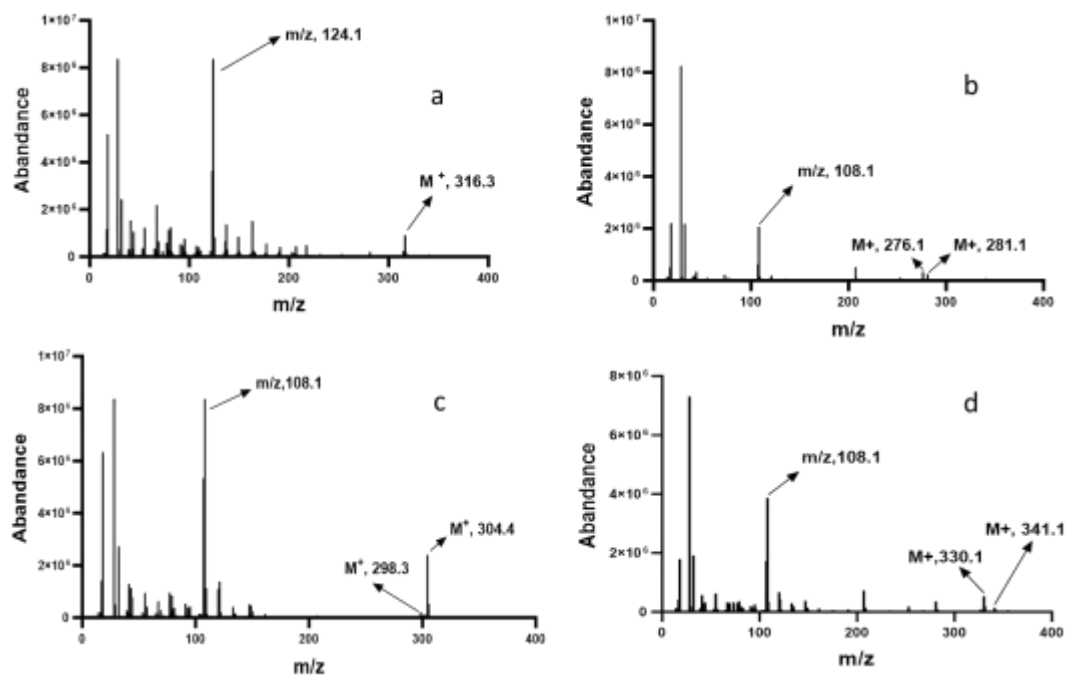 1×10⁷
8×10⁶
6×10⁶
4×10⁶
2×10⁶
0
Abandance
m/z, 124.1
a
M ⁺, 316.3
0
100
200
300
400
m/z
1×10⁷
8×10⁶
6×10⁶
4×10⁶
2×10⁶
0
Abandance
b
m/z, 108.1
M+, 276.1
M+, 281.1
0
100
200
300
400
m/z
1×10⁷
8×10⁶
6×10⁶
4×10⁶
2×10⁶
0
Abandance
m/z,108.1
c
M⁺, 304.4
M⁺, 298.3
0
100
200
300
400
m/z
8×10⁶
6×10⁶
4×10⁶
2×10⁶
0
Abandance
d
m/z,108.1
M+, 341.1
M+,330.1
0
100
200
300
400
m/z